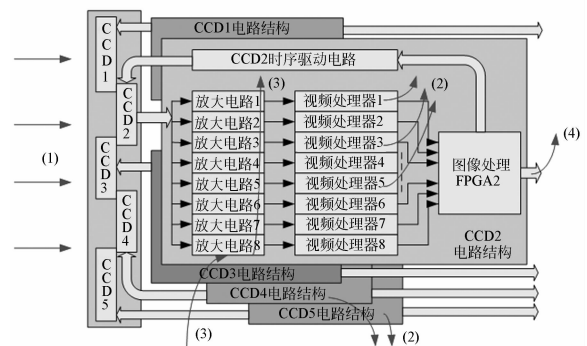 CCD1电路结构
CCD1
CCD2时序驱动电路
(3)
(2)
CCD2
放大电路1
视频处理器1
放大电路2
视频处理器2
放大电路3
视频处理器3
放大电路4
视频处理器4
放大电路5
视频处理器5
放大电路6
视频处理器6
放大电路7
视频处理器7
放大电路8
视频处理器8
(1)
CCD3
图像处理
FPGA2
(4)
CCD4
CCD2
电路结构
CCD5
CCD3电路结构
CCD4电路结构
CCD5电路结构
(3)
(2)